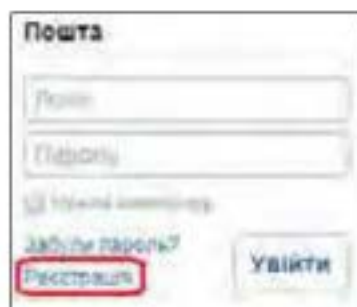 Пошта
Логін
Пароль
Забули пароль?
Реєстрація
Увійти